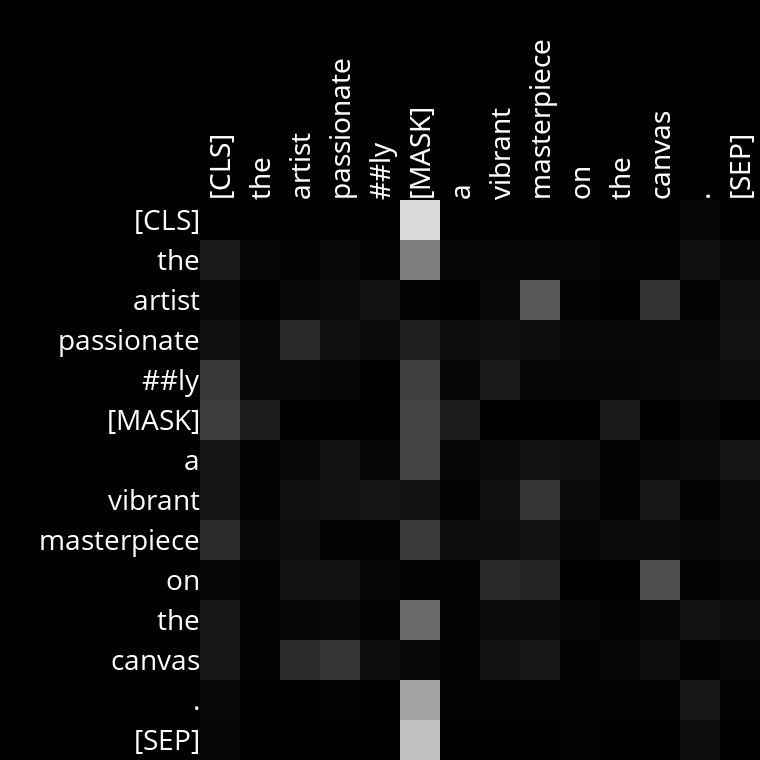 [CLS] the artist passionate ##ly [MASK] a vibrant masterpiece on the canvas . [SEP]
[CLS]
the
artist
passionate
##ly
[MASK]
a
vibrant
masterpiece
on
the
canvas
.
[SEP]